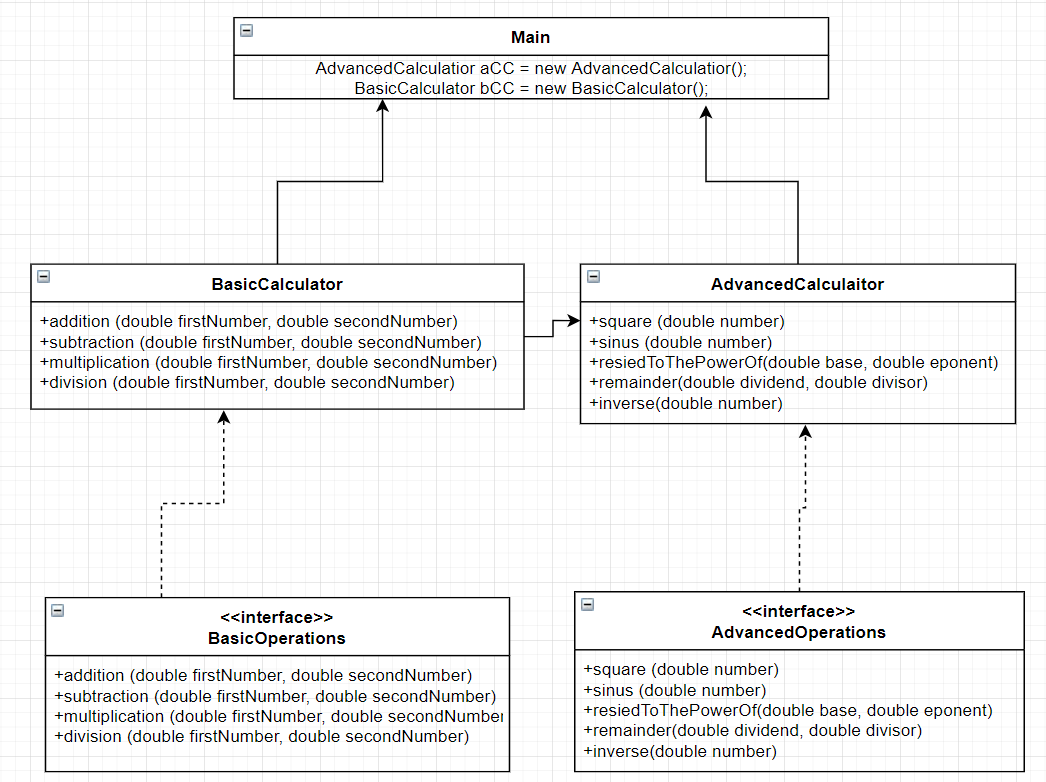 Main
AdvancedCalculatior aCC = new AdvancedCalculatior();
BasicCalculator bCC = new BasicCalculator();
BasicCalculator
+addition (double firstNumber, double secondNumber)
+subtraction (double firstNumber, double secondNumber)
+multiplication (double firstNumber, double secondNumber)
+division (double firstNumber, double secondNumber)
AdvancedCalculaitor
+square (double number)
+sinus (double number)
+resiedToThePowerOf(double base, double eponent)
+remainder(double dividend, double divisor)
+inverse(double number)
<<interface>>
BasicOperations
+addition (double firstNumber, double secondNumber)
+subtraction (double firstNumber, double secondNumber)
+multiplication (double firstNumber, double secondNumber
+division (double firstNumber, double secondNumber)
<<interface>>
AdvancedOperations
+square (double number)
+sinus (double number)
+resiedToThePowerOf(double base, double eponent)
+remainder(double dividend, double divisor)
+inverse(double number)